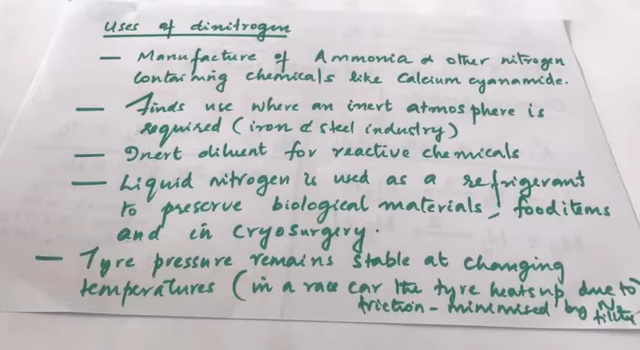 Uses of dinitrogen
— Manufacture of Ammonia & other nitrogen
containing chemicals like Calcium cyanamide.
— Finds use where an inert atmosphere is
required (iron & steel industry)
— Inert diluent for reactive chemicals
— Liquid nitrogen is used as a refrigerant
to preserve biological materials, food items
and in cryosurgery.
— Tyre pressure remains stable at changing
temperatures (in a race car the tyre heats up due to
friction - minimised by N2